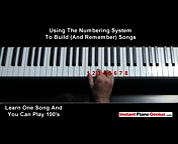 Using The Numbering System
To Build (And Remember) Songs
1 2 3 4 5 6 7 8
Learn One Song And
You Can Play 100's
InstantPianoGenius.com